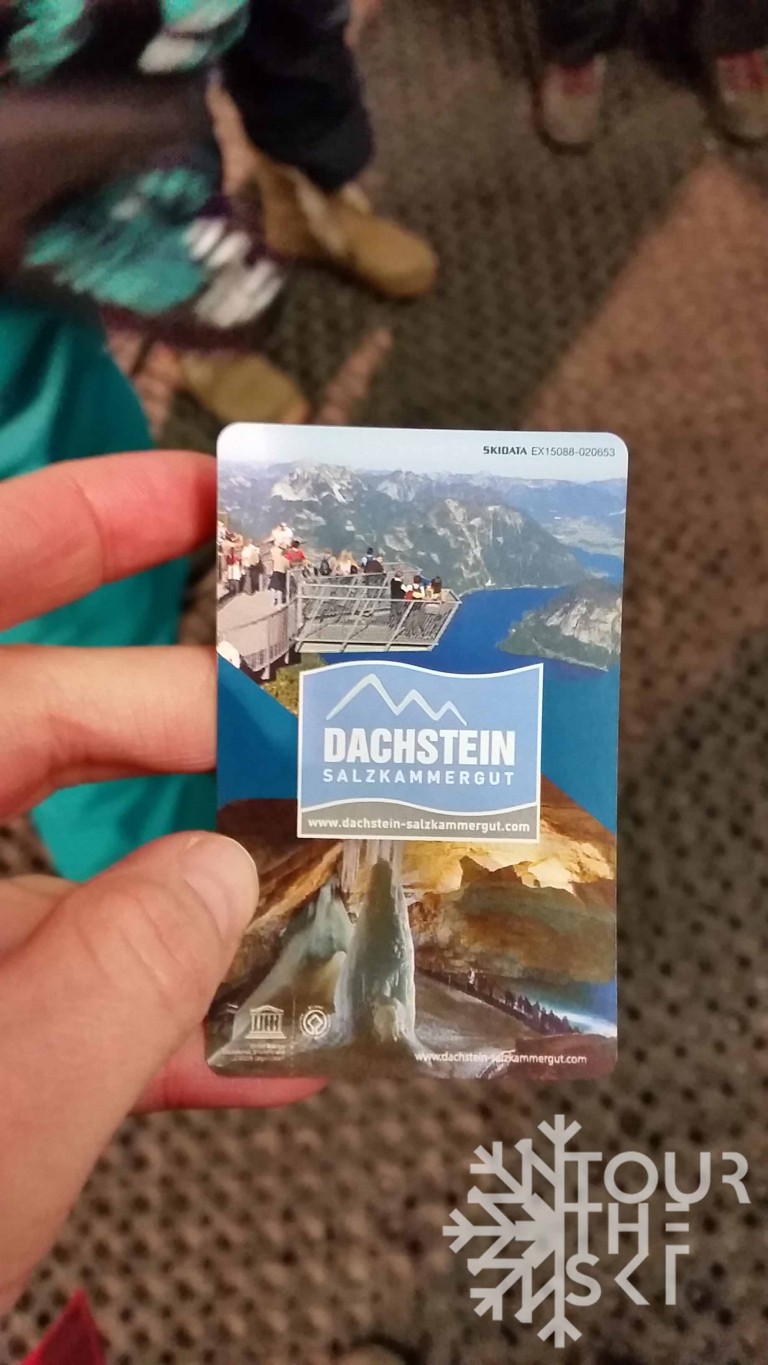 SKIDATA EX15088-020653
DACHSTEIN
SALZKAMMERGUT
www.dachstein-salzkammergut.com
www.dachstein-salzkammergut.com
TOUR
THE
SKI